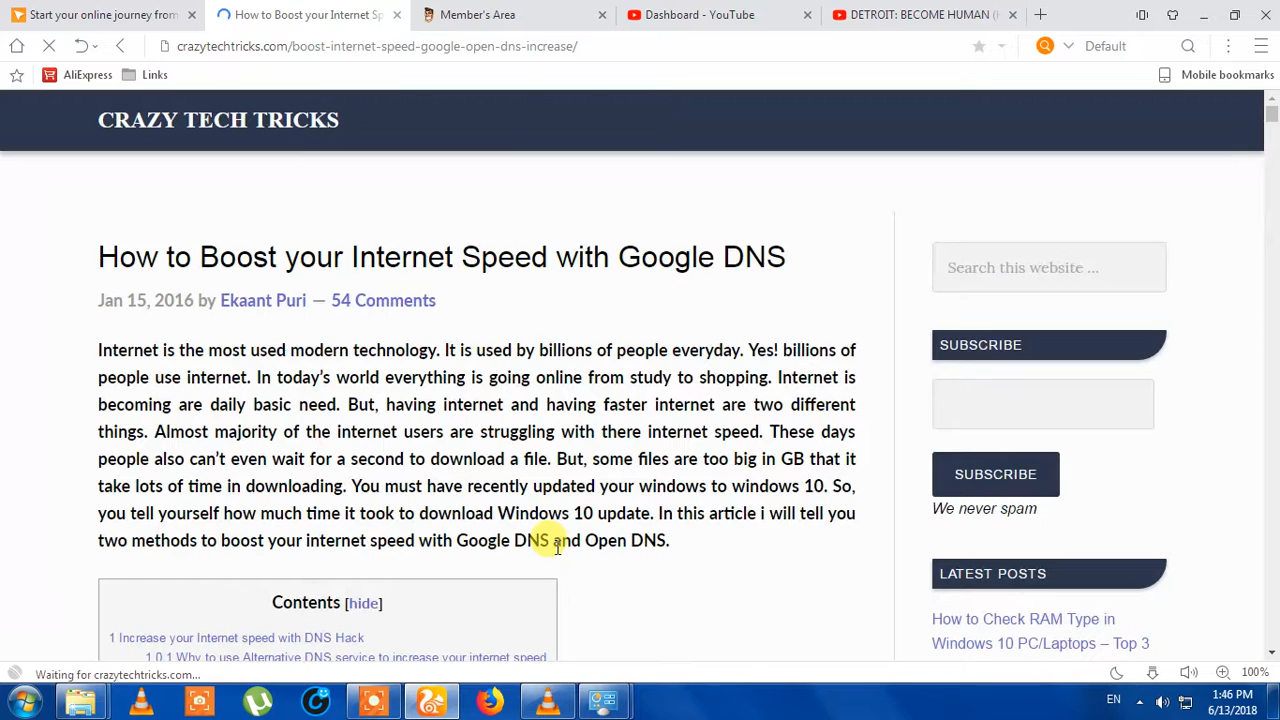 Start your online journey from
How to Boost your Internet Sp
Member's Area
Dashboard - YouTube
DETROIT: BECOME HUMAN (
crazytechtricks.com/boost-internet-speed-google-open-dns-increase/
Default
AliExpress
Links
Mobile bookmarks
CRAZY TECH TRICKS
How to Boost your Internet Speed with Google DNS
Search this website ...
Jan 15, 2016 by Ekaant Puri — 54 Comments
SUBSCRIBE
Internet is the most used modern technology. It is used by billions of people everyday. Yes! billions of
people use internet. In today's world everything is going online from study to shopping. Internet is
becoming are daily basic need. But, having internet and having faster internet are two different
things. Almost majority of the internet users are struggling with there internet speed. These days
people also can't even wait for a second to download a file. But, some files are too big in GB that it
take lots of time in downloading. You must have recently updated your windows to windows 10. So,
you tell yourself how much time it took to download Windows 10 update. In this article i will tell you
two methods to boost your internet speed with Google DNS and Open DNS.
SUBSCRIBE
We never spam
LATEST POSTS
How to Check RAM Type in
Windows 10 PC/Laptops – Top 3
Contents [hide]
1 Increase your Internet speed with DNS Hack
1.0.1 Why to use Alternative DNS service to increase your internet speed
Waiting for crazytechtricks.com...
100%
EN
1:46 PM
6/13/2018